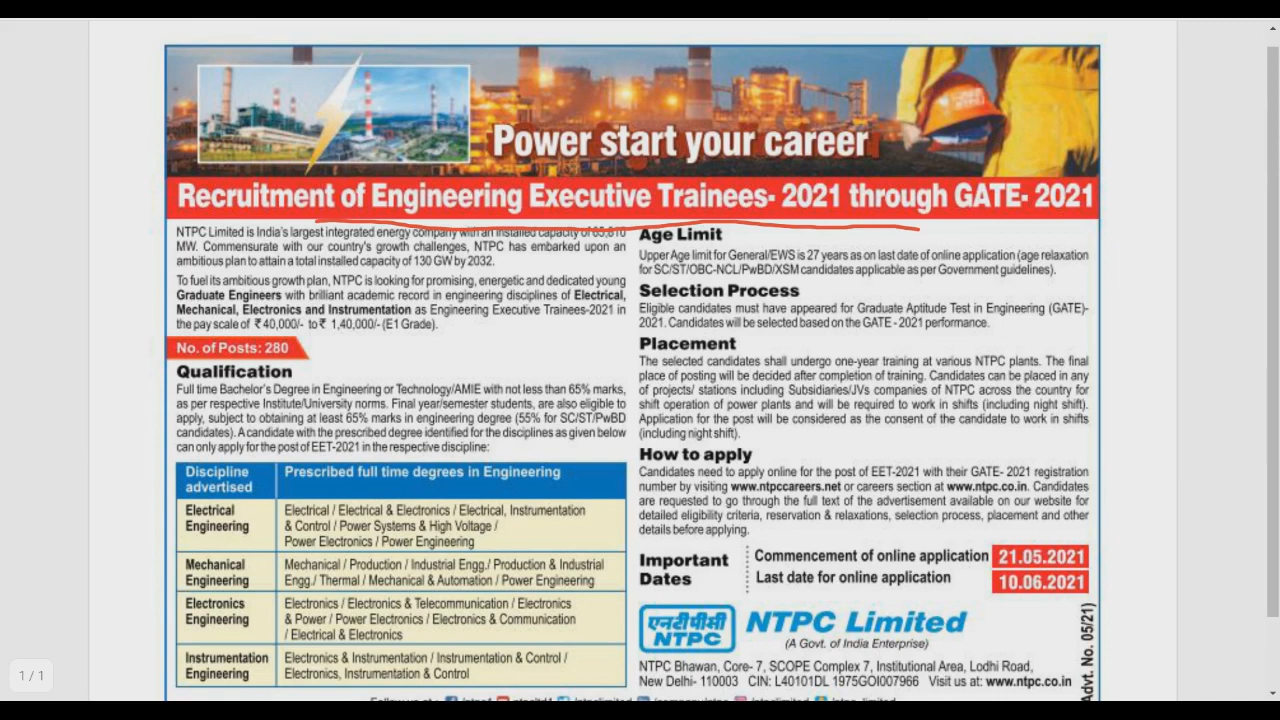 Power start your career
Recruitment of Engineering Executive Trainees- 2021 through GATE- 2021
NTPC Limited is India's largest integrated energy company with an installed capacity of 65,810
MW. Commensurate with our country's growth challenges, NTPC has embarked upon an
ambitious plan to attain a total installed capacity of 130 GW by 2032.
To fuel its ambitious growth plan, NTPC is looking for promising, energetic and dedicated young
Graduate Engineers with brilliant academic record in engineering disciplines of Electrical,
Mechanical, Electronics and Instrumentation as Engineering Executive Trainees-2021 in
the pay scale of ₹ 40,000/- to ₹ 1,40,000/- (E1 Grade).
No. of Posts: 280
Qualification
Full time Bachelor's Degree in Engineering or Technology/AMIE with not less than 65% marks,
as per respective Institute/University norms. Final year/semester students, are also eligible to
apply, subject to obtaining at least 65% marks in engineering degree (55% for SC/ST/PwBD
candidates). A candidate with the prescribed degree identified for the disciplines as given below
can only apply for the post of EET-2021 in the respective discipline:
Discipline advertised
Prescribed full time degrees in Engineering
Electrical Engineering
Electrical / Electrical & Electronics / Electrical, Instrumentation
& Control / Power Systems & High Voltage /
Power Electronics / Power Engineering
Mechanical Engineering
Mechanical / Production / Industrial Engg./ Production & Industrial
Engg./ Thermal / Mechanical & Automation / Power Engineering
Electronics Engineering
Electronics / Electronics & Telecommunication / Electronics
& Power / Power Electronics / Electronics & Communication
/ Electrical & Electronics
Instrumentation Engineering
Electronics & Instrumentation / Instrumentation & Control /
Electronics, Instrumentation & Control
Age Limit
Upper Age limit for General/EWS is 27 years as on last date of online application (age relaxation
for SC/ST/OBC-NCL/PwBD/XSM candidates applicable as per Government guidelines).
Selection Process
Eligible candidates must have appeared for Graduate Aptitude Test in Engineering (GATE)-
2021. Candidates will be selected based on the GATE - 2021 performance.
Placement
The selected candidates shall undergo one-year training at various NTPC plants. The final
place of posting will be decided after completion of training. Candidates can be placed in any
of projects/ stations including Subsidiaries/JVs companies of NTPC across the country for
shift operation of power plants and will be required to work in shifts (including night shift).
Application for the post will be considered as the consent of the candidate to work in shifts
(including night shift).
How to apply
Candidates need to apply online for the post of EET-2021 with their GATE- 2021 registration
number by visiting www.ntpccareers.net or careers section at www.ntpc.co.in. Candidates
are requested to go through the full text of the advertisement available on our website for
detailed eligibility criteria, reservation & relaxations, selection process, placement and other
details before applying.
Important Dates
Commencement of online application 21.05.2021
Last date for online application 10.06.2021
एनटीपीसी
NTPC
NTPC Limited
(A Govt. of India Enterprise)
NTPC Bhawan, Core- 7, SCOPE Complex 7, Institutional Area, Lodhi Road,
New Delhi- 110003 CIN: L40101DL 1975GOI007966 Visit us at: www.ntpc.co.in
Advt. No. 05/21)
1 / 1